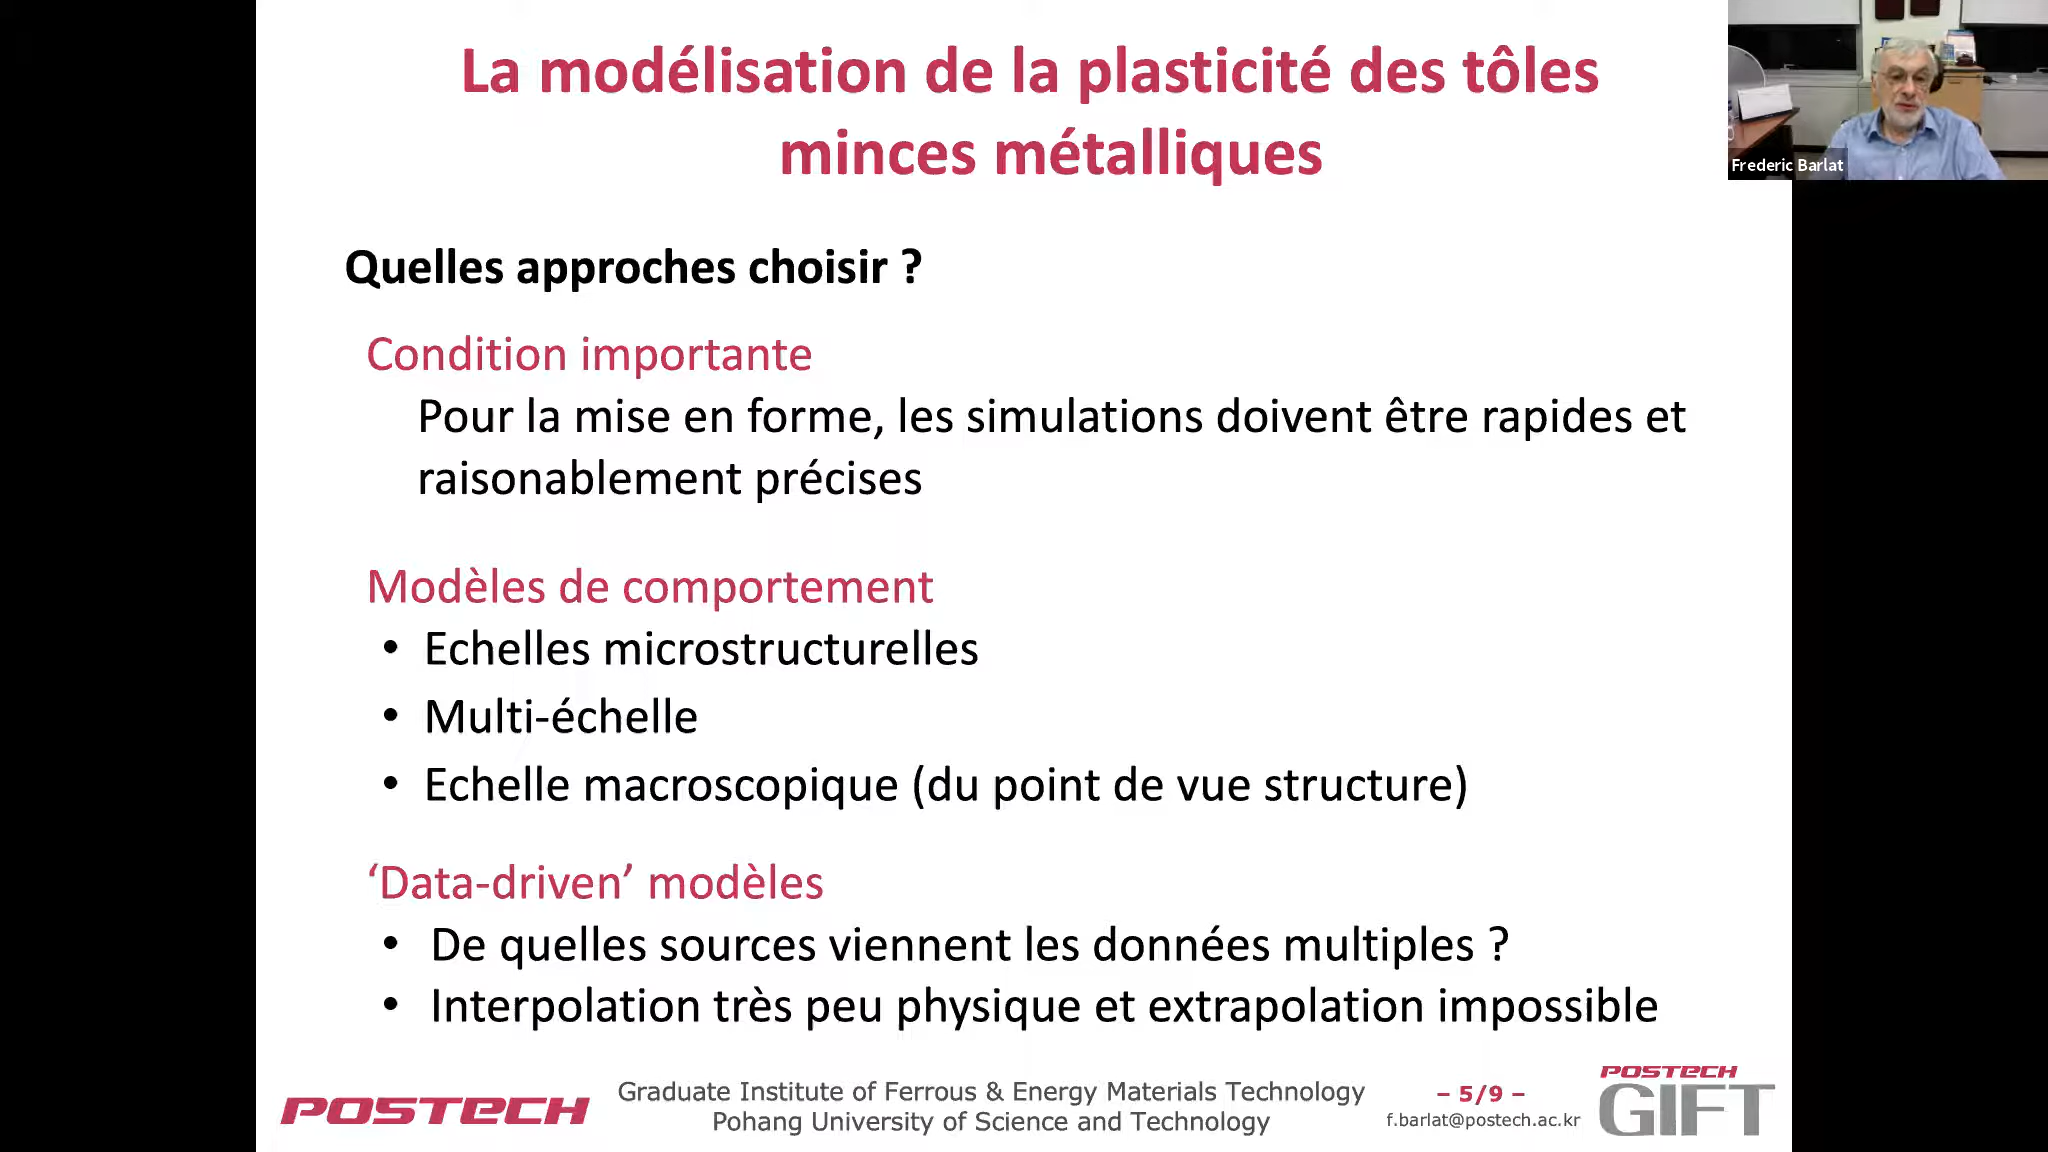 La modélisation de la plasticité des tôles
minces métalliques
Frederic Barlat
Quelles approches choisir ?
Condition importante
Pour la mise en forme, les simulations doivent être rapides et
raisonablement précises
Modèles de comportement
• Echelles microstructurelles
• Multi-échelle
• Echelle macroscopique (du point de vue structure)
‘Data-driven’ modèles
• De quelles sources viennent les données multiples ?
• Interpolation très peu physique et extrapolation impossible
POSTECH
Graduate Institute of Ferrous & Energy Materials Technology
Pohang University of Science and Technology
– 5/9 –
f.barlat@postech.ac.kr
POSTECH
GIFT